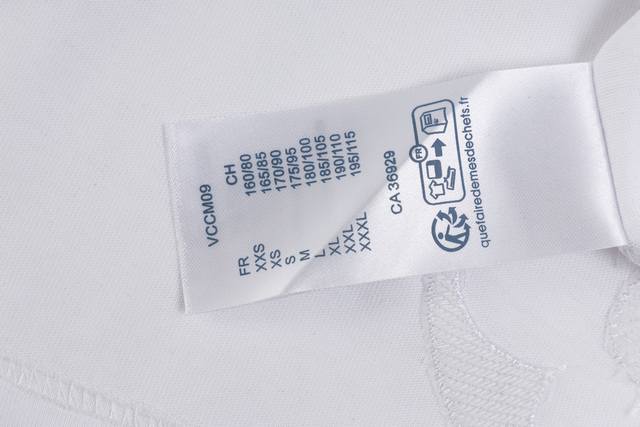 VCCM09
FR CH
XXS 160/80
XS 165/85
S 170/90
M 175/95
L 180/100
XL 185/105
XXL 190/110
XXXL 195/115
CA 36929
FR
quefairedemesdechets.fr